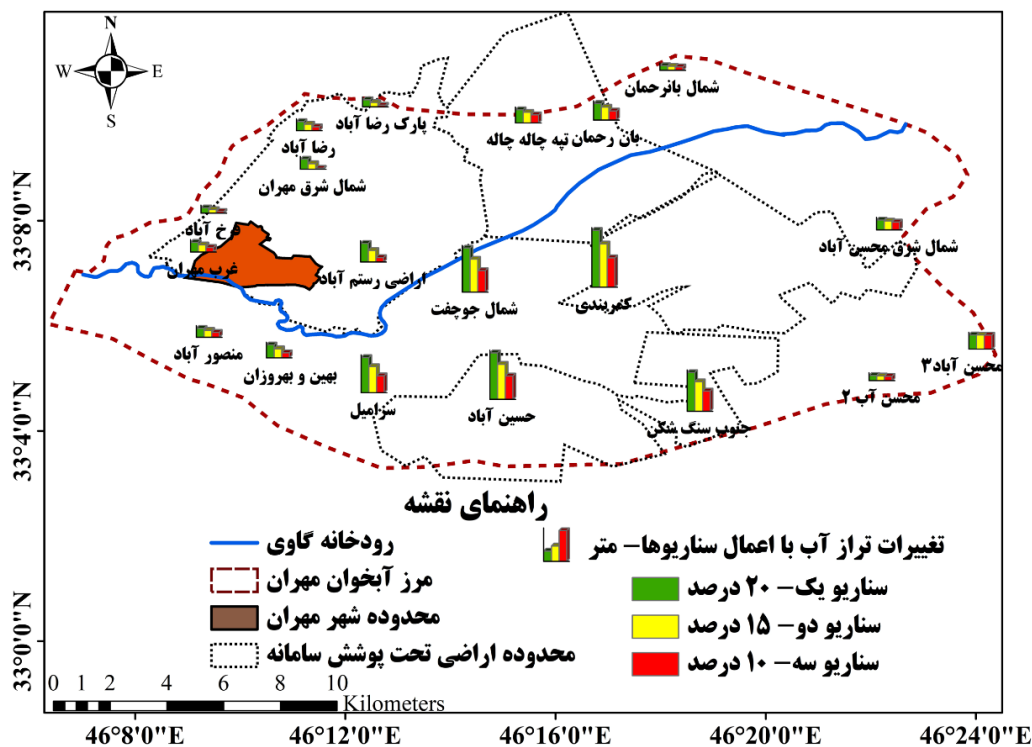 N
W E
S
شمال بانرحمان
پارک رضا آباد
تپه چاله چاله
بان رحمان
رضا آباد
شمال شرق مهران
فرخ آباد
غرب مهران
اراضی رستم آباد
شمال جوچفت
کمربندی
شمال شرق محسن آباد
منصور آباد
بهین و بهروزان
سرامیل
حسین آباد
جنوب سنگ شکن
محسن آب ۲
محسن آباد۳
راهنمای نقشه
رودخانه گاوی
مرز آبخوان مهران
محدوده شهر مهران
محدوده اراضی تحت پوشش سامانه
تغییرات تراز آب با اعمال سناریوها- متر
سناریو یک- ۲۰ درصد
سناریو دو- ۱۵ درصد
سناریو سه- ۱۰ درصد
0 1 2 4 6 8 10
Kilometers
33°8'0"N
33°4'0"N
33°0'0"N
46°8'0"E 46°12'0"E 46°16'0"E 46°20'0"E 46°24'0"E